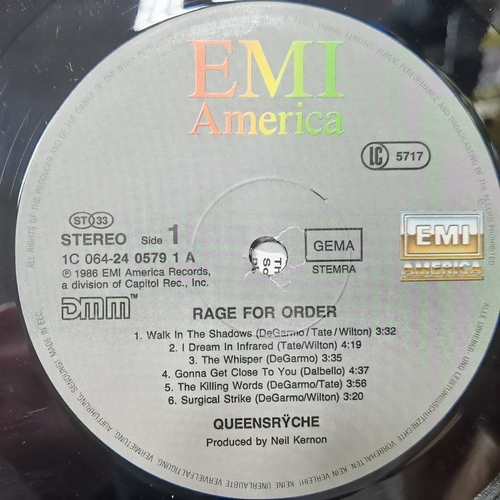 EMI
America
LC 5717
ST 33
STEREO Side 1
1C 064-24 0579 1 A
℗ 1986 EMI America Records,
a division of Capitol Rec., Inc.
DMM™
GEMA
STEMRA
EMI
AMERICA
RAGE FOR ORDER
1. Walk In The Shadows (DeGarmo/Tate/Wilton) 3:32
2. I Dream In Infrared (Tate/Wilton) 4:19
3. The Whisper (DeGarmo) 3:35
4. Gonna Get Close To You (Dalbello) 4:37
5. The Killing Words (DeGarmo/Tate) 3:56
6. Surgical Strike (DeGarmo/Wilton) 3:20
QUEENSRŸCHE
Produced by Neil Kernon